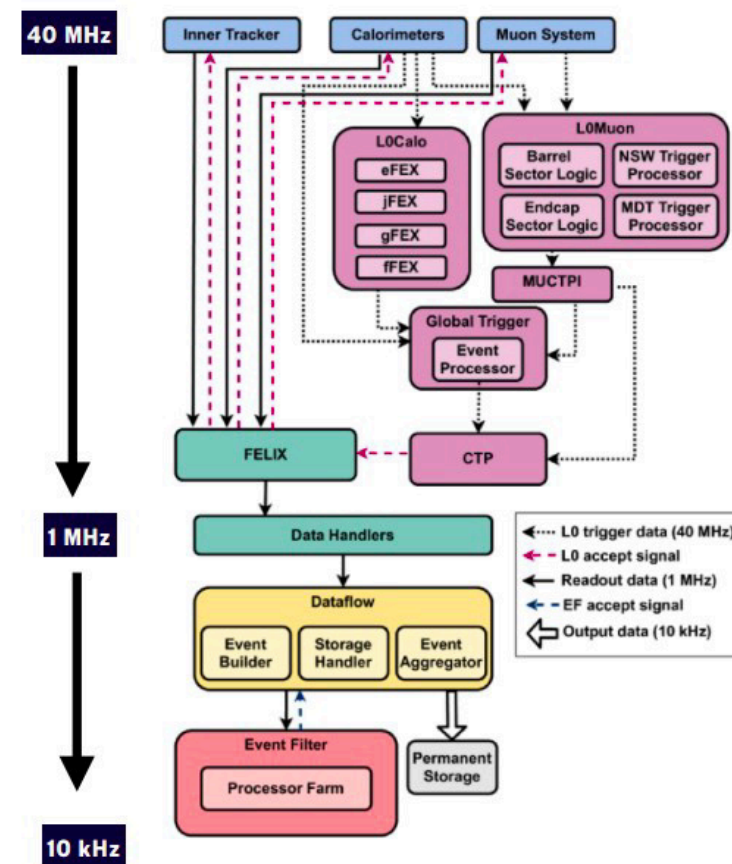 40 MHz
Inner Tracker
Calorimeters
Muon System
L0Calo
eFEX
jFEX
gFEX
fFEX
L0Muon
Barrel
Sector Logic
NSW Trigger
Processor
Endcap
Sector Logic
MDT Trigger
Processor
MUCTPI
Global Trigger
Event
Processor
FELIX
CTP
1 MHz
Data Handlers
L0 trigger data (40 MHz)
L0 accept signal
Readout data (1 MHz)
EF accept signal
Output data (10 kHz)
Dataflow
Event
Builder
Storage
Handler
Event
Aggregator
Event Filter
Processor Farm
Permanent
Storage
10 kHz